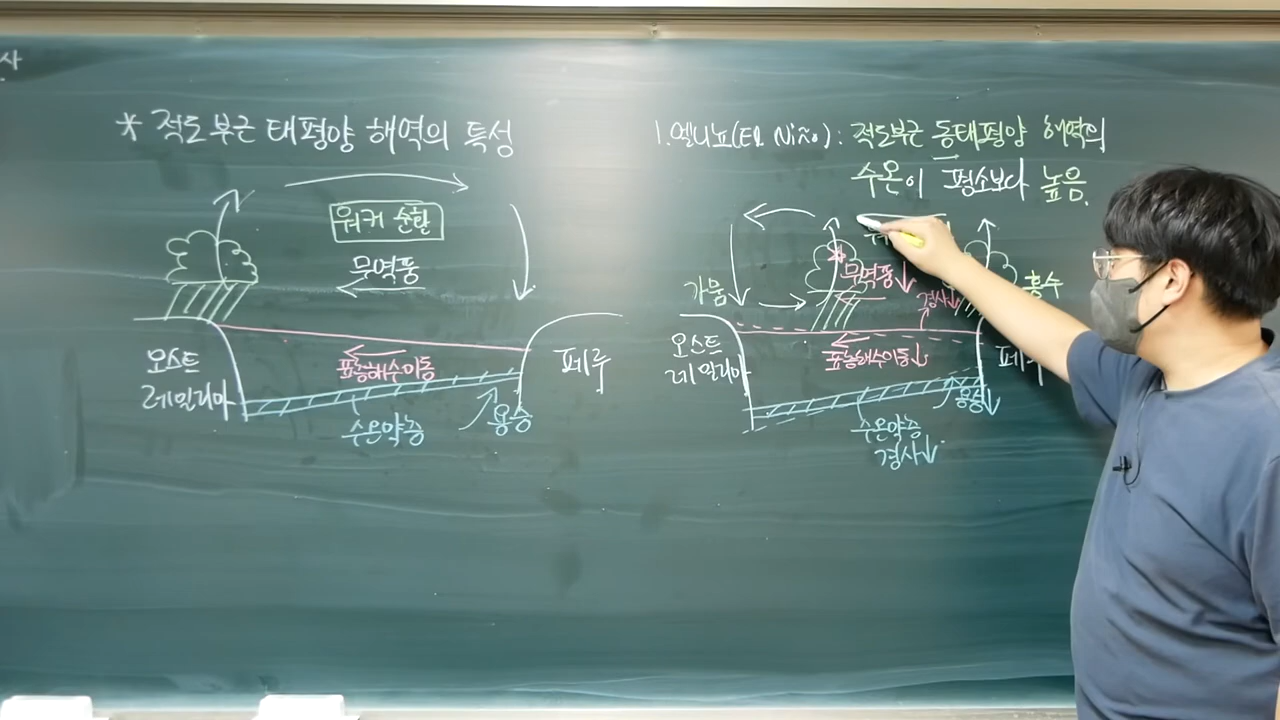 사
* 적도부근 태평양 해역의 특성
워커 순환
무역풍
오스트
레일리아
페루
표층해수이동
수온약층
용승
1. 엘니뇨(El Niño) : 적도부근 동태평양 해역의
수온이 평소보다 높음.
가뭄
무역풍↓
경사↓
홍수
오스트
레일리아
표층해수이동↓
용승↓
수온약층
경사↓